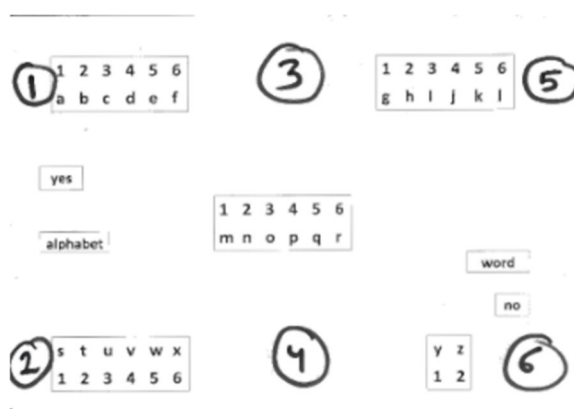 1
1 2 3 4 5 6
a b c d e f
3
1 2 3 4 5 6
g h I j k l
5
yes
alphabet
1 2 3 4 5 6
m n o p q r
word
no
2
s t u v w x
1 2 3 4 5 6
4
y z
1 2
6